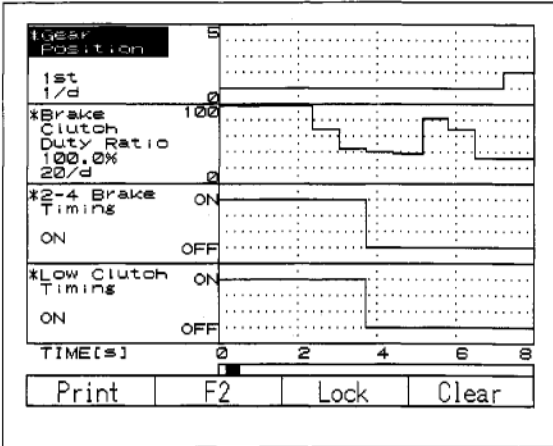 *Gear
Position
1st
1/d
5
0
*Brake
Clutch
Duty Ratio
100.0%
20/d
100
0
*2-4 Brake
Timing
ON
ON
OFF
*Low Clutch
Timing
ON
ON
OFF
TIME[s] 0 2 4 6 8
Print F2 Lock Clear